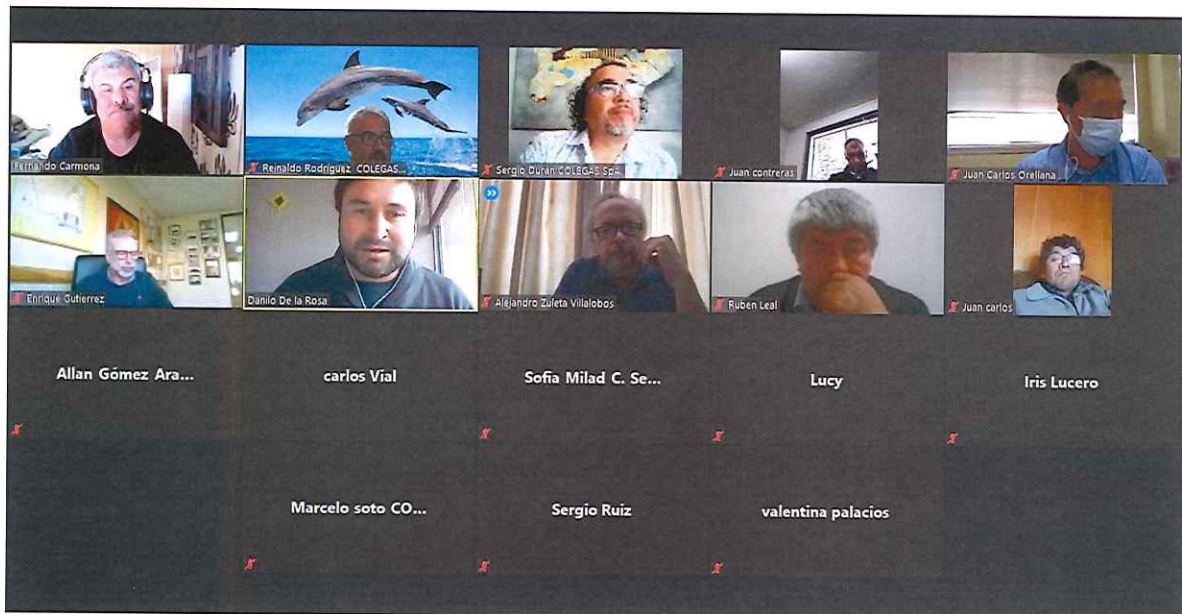 Fernando Carmona
Reinaldo Rodríguez COLEGAS...
Sergio Duran COLEGAS SpA
Juan contreras
Juan Carlos Orellana
Enrique Gutierrez
Danilo De la Rosa
Alejandro Zuleta Villalobos
Ruben Leal
Juan carlos
Allan Gómez Ara...
carlos Vial
Sofia Milad C. Se...
Lucy
Iris Lucero
Marcelo soto CO...
Sergio Ruiz
valentina palacios